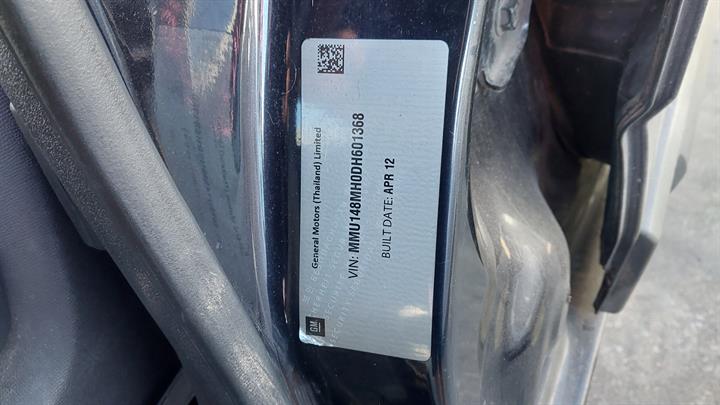 General Motors (Thailand) Limited
VIN: MMU148MH0DH601368
BUILT DATE: APR 12
GM